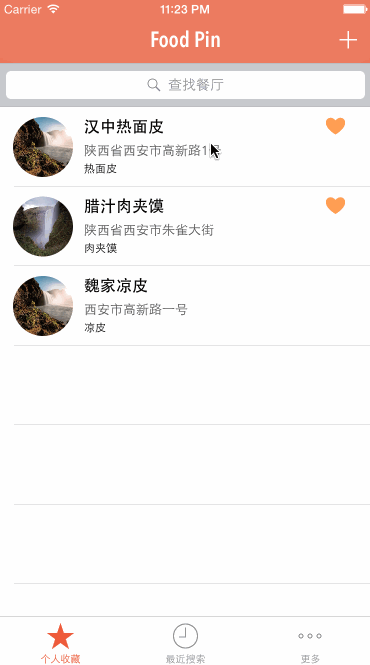 Carrier 11:23 PM
Food Pin
查找餐厅
汉中热面皮
陕西省西安市高新路1号
热面皮
腊汁肉夹馍
陕西省西安市朱雀大街
肉夹馍
魏家凉皮
西安市高新路一号
凉皮
个人收藏 最近搜索 更多